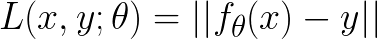 L(x, y; θ) = ||f_θ(x) − y||